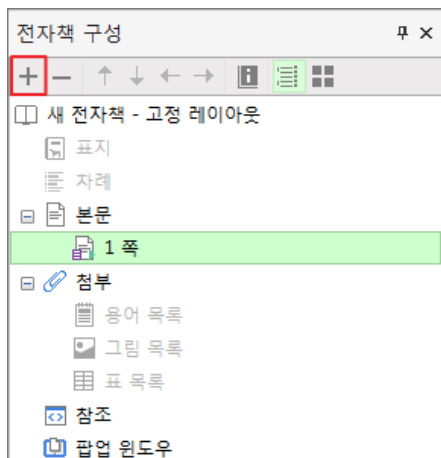 전자책 구성
새 전자책 - 고정 레이아웃
표지
차례
본문
1 쪽
첨부
용어 목록
그림 목록
표 목록
참조
팝업 윈도우